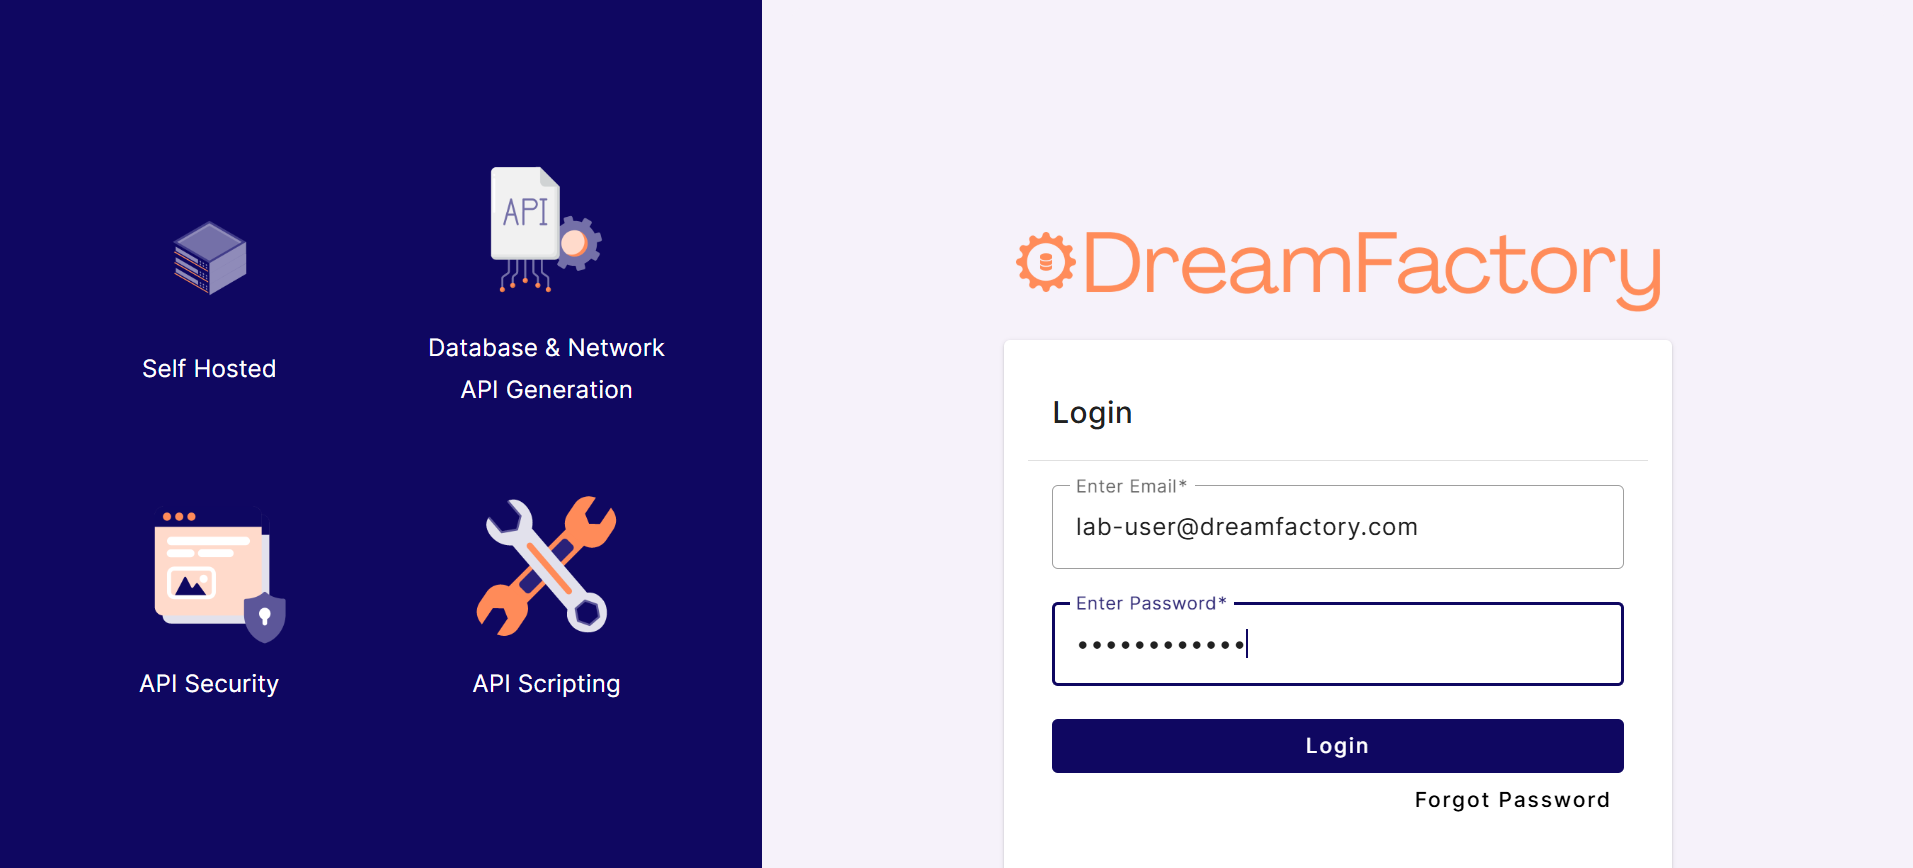 API
Self Hosted
Database & Network
API Generation
API Security
API Scripting
DreamFactory
Login
Enter Email*
lab-user@dreamfactory.com
Enter Password*
••••••••••••
Login
Forgot Password